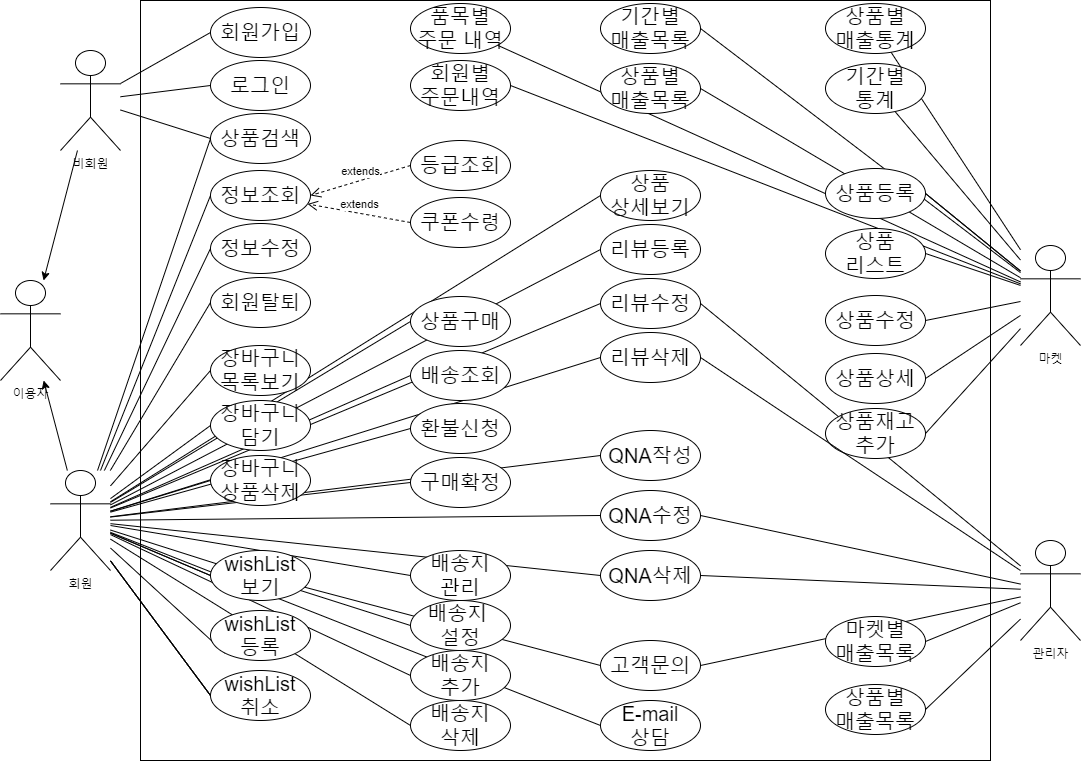 회원가입
로그인
상품검색
정보조회
정보수정
회원탈퇴
장바구니
목록보기
장바구니
담기
장바구니
상품삭제
wishList
보기
wishList
등록
wishList
취소
품목별
주문 내역
회원별
주문내역
extends
등급조회
extends
쿠폰수령
상품구매
배송조회
환불신청
구매확정
배송지
관리
배송지
설정
배송지
추가
배송지
삭제
기간별
매출목록
상품별
매출목록
상품
상세보기
리뷰등록
리뷰수정
리뷰삭제
QNA작성
QNA수정
QNA삭제
고객문의
E-mail
상담
상품별
매출통계
기간별
통계
상품등록
상품
리스트
상품수정
상품상세
상품재고
추가
마켓별
매출목록
상품별
매출목록
비회원
이용자
회원
마켓
관리자